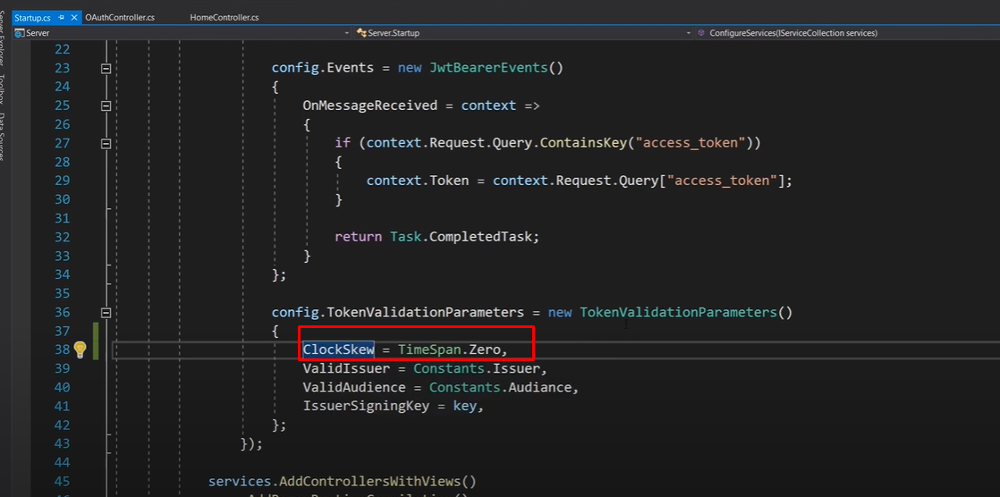 Startup.cs OAuthController.cs HomeController.cs
Server Server.Startup ConfigureServices(IServiceCollection services)
Server Explorer
Toolbox
Data Sources
22
23 config.Events = new JwtBearerEvents()
24 {
25 OnMessageReceived = context =>
26 {
27 if (context.Request.Query.ContainsKey("access_token"))
28 {
29 context.Token = context.Request.Query["access_token"];
30 }
31
32 return Task.CompletedTask;
33 }
34 };
35
36 config.TokenValidationParameters = new TokenValidationParameters()
37 {
38 ClockSkew = TimeSpan.Zero,
39 ValidIssuer = Constants.Issuer,
40 ValidAudience = Constants.Audiance,
41 IssuerSigningKey = key,
42 };
43 });
44
45 services.AddControllersWithViews()